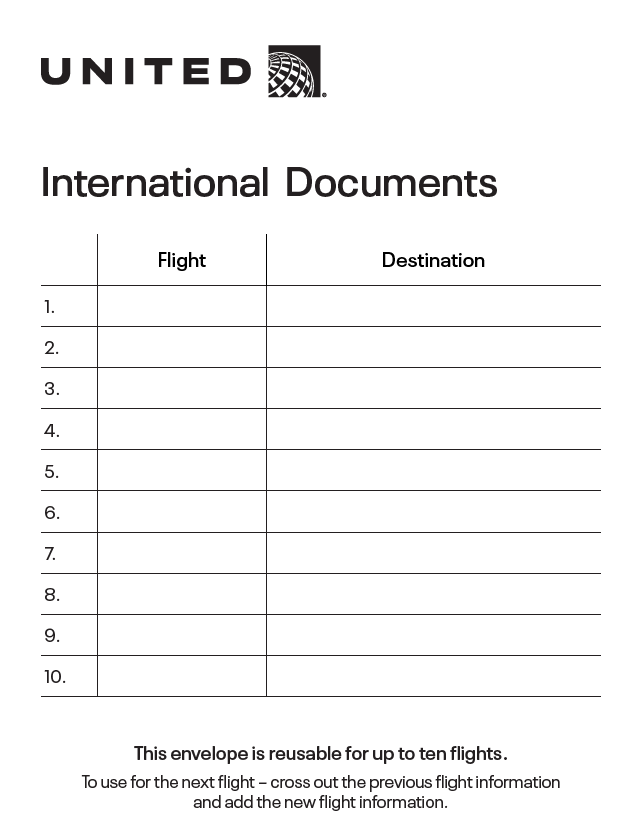 UNITED
International Documents
Flight Destination
1.
2.
3.
4.
5.
6.
7.
8.
9.
10.
This envelope is reusable for up to ten flights.
To use for the next flight – cross out the previous flight information
and add the new flight information.